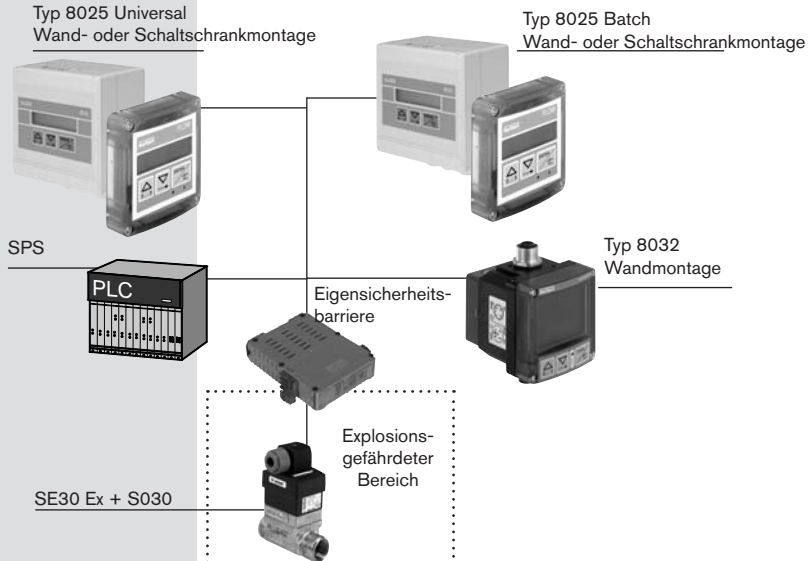 Typ 8025 Universal
Wand- oder Schaltschrankmontage
Typ 8025 Batch
Wand- oder Schaltschrankmontage
SPS
PLC
Eigensicherheits-
barriere
Typ 8032
Wandmontage
Explosions-
gefährdeter
Bereich
SE30 Ex + S030